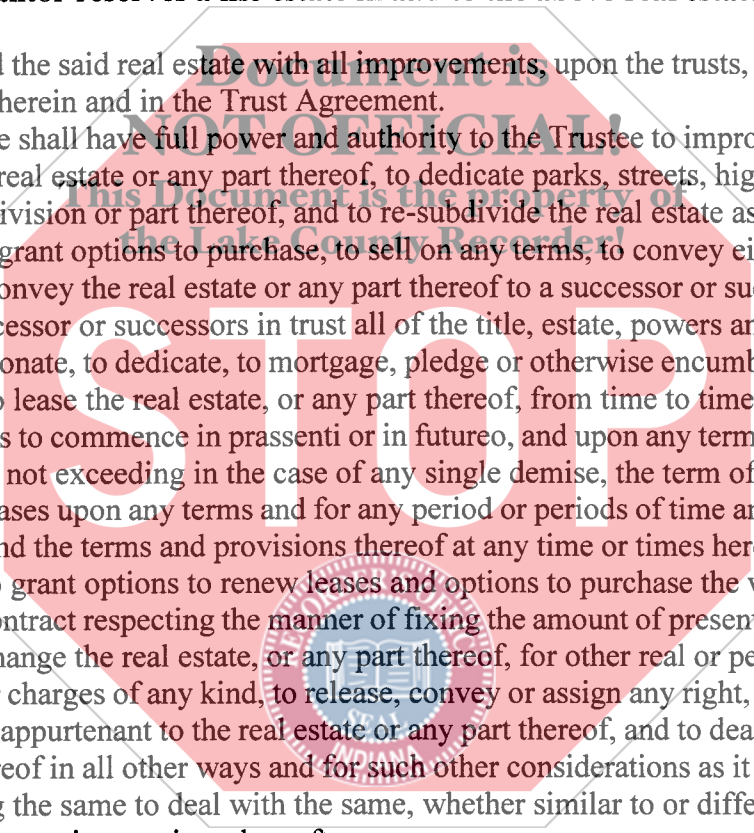 the said real estate with all improvements, upon the trusts,
herein and in the Trust Agreement.
e shall have full power and authority to the Trustee to impro
real estate or any part thereof, to dedicate parks, streets, hig
ivision or part thereof, and to re-subdivide the real estate as
grant options to purchase, to sell on any terms, to convey ei
onvey the real estate or any part thereof to a successor or su
cessor or successors in trust all of the title, estate, powers an
onate, to dedicate, to mortgage, pledge or otherwise encumb
lease the real estate, or any part thereof, from time to time
s to commence in prassenti or in futureo, and upon any term
not exceeding in the case of any single demise, the term of
ases upon any terms and for any period or periods of time an
nd the terms and provisions thereof at any time or times her
grant options to renew leases and options to purchase the
ntract respecting the manner of fixing the amount of presen
hange the real estate, or any part thereof, for other real or pe
charges of any kind, to release, convey or assign any right,
appurtenant to the real estate or any part thereof, and to dea
reof in all other ways and for such other considerations as it
g the same to deal with the same, whether similar to or diffe
Document is
NOT OFFICIAL!
This Document is the property of
the Lake County Recorder!
STOP
SEAL
INDIANA